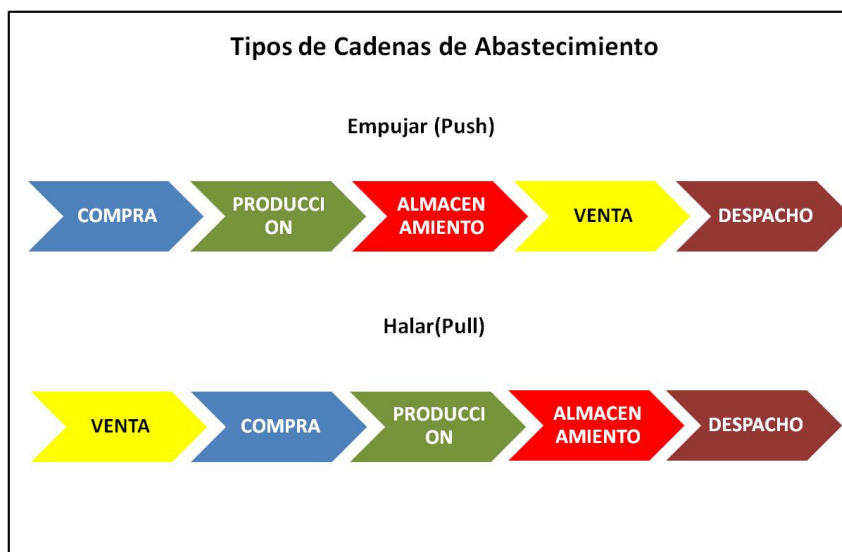 Tipos de Cadenas de Abastecimiento
Empujar (Push)
COMPRA
PRODUCCI
ON
ALMACEN
AMIENTO
VENTA
DESPACHO
Halar(Pull)
VENTA
COMPRA
PRODUCCI
ON
ALMACEN
AMIENTO
DESPACHO